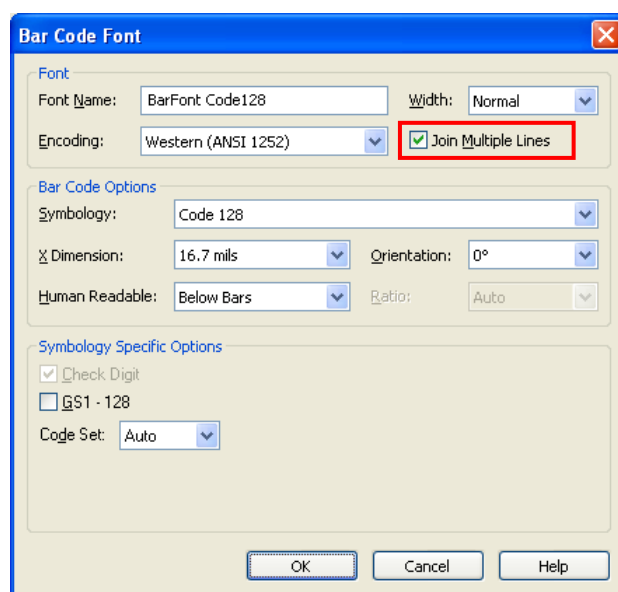 Bar Code Font
Font
Font Name: BarFont Code128 Width: Normal
Encoding: Western (ANSI 1252) Join Multiple Lines
Bar Code Options
Symbology: Code 128
X Dimension: 16.7 mils Orientation: 0°
Human Readable: Below Bars Ratio: Auto
Symbology Specific Options
Check Digit
GS1 - 128
Code Set: Auto
OK Cancel Help